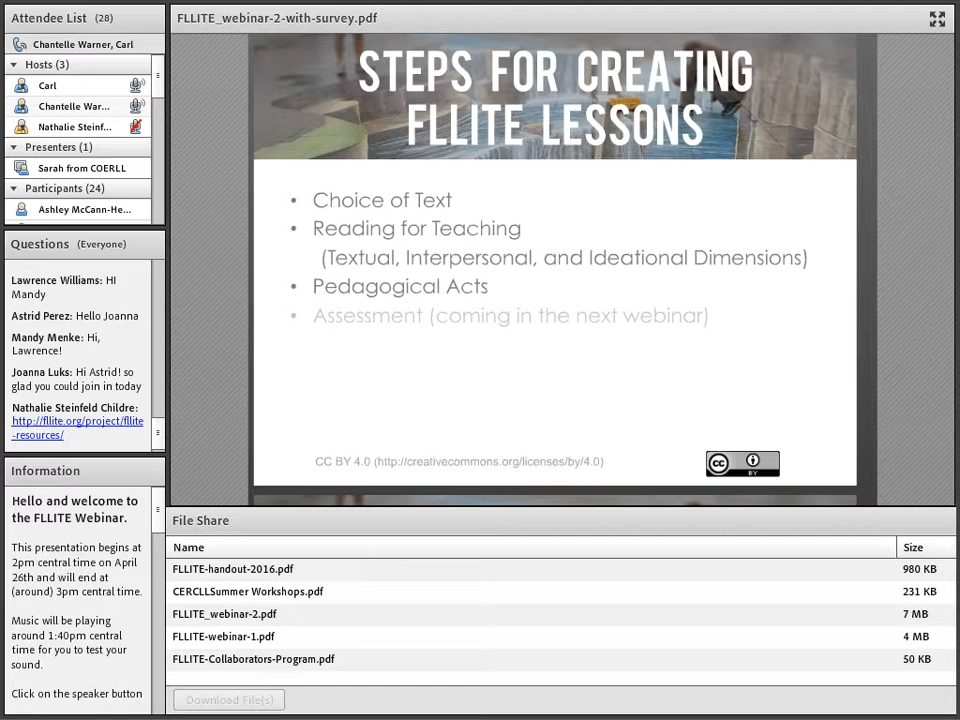 Attendee List (28)
Chantelle Warner, Carl
Hosts (3)
Carl
Chantelle War...
Nathalie Steinf...
Presenters (1)
Sarah from COERLL
Participants (24)
Ashley McCann-He...
Questions (Everyone)
Lawrence Williams: HI
Mandy
Astrid Perez: Hello Joanna
Mandy Menke: Hi,
Lawrence!
Joanna Luks: Hi Astrid! so
glad you could join in today
Nathalie Steinfeld Childre:
http://fllite.org/project/fllite
-resources/
Information
Hello and welcome to
the FLLITE Webinar.
This presentation begins at
2pm central time on April
26th and will end at
(around) 3pm central time.
Music will be playing
around 1:40pm central
time for you to test your
sound.
Click on the speaker button
FLLITE_webinar-2-with-survey.pdf
STEPS FOR CREATING
FLLITE LESSONS
• Choice of Text
• Reading for Teaching
(Textual, Interpersonal, and Ideational Dimensions)
• Pedagogical Acts
• Assessment (coming in the next webinar)
CC BY 4.0 (http://creativecommons.org/licenses/by/4.0)
cc BY
File Share
Name Size
FLLITE-handout-2016.pdf 980 KB
CERCLLSummer Workshops.pdf 231 KB
FLLITE_webinar-2.pdf 7 MB
FLLITE-webinar-1.pdf 4 MB
FLLITE-Collaborators-Program.pdf 50 KB
Download File(s)